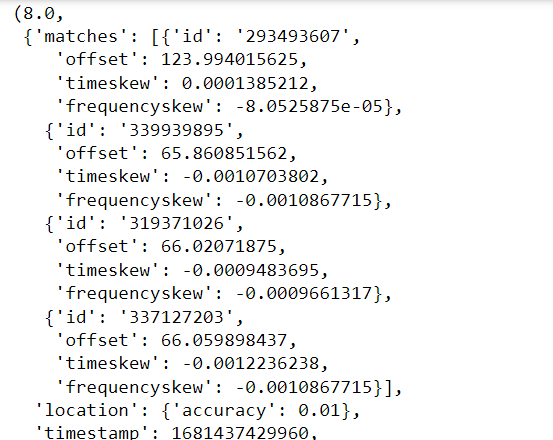 (8.0,
{'matches': [{'id': '293493607',
'offset': 123.994015625,
'timeskew': 0.0001385212,
'frequencyskew': -8.0525875e-05},
{'id': '339939895',
'offset': 65.860851562,
'timeskew': -0.0010703802,
'frequencyskew': -0.0010867715},
{'id': '319371026',
'offset': 66.02071875,
'timeskew': -0.0009483695,
'frequencyskew': -0.0009661317},
{'id': '337127203',
'offset': 66.059898437,
'timeskew': -0.0012236238,
'frequencyskew': -0.0010867715}],
'location': {'accuracy': 0.01},
'timestamp': 1681437429960,